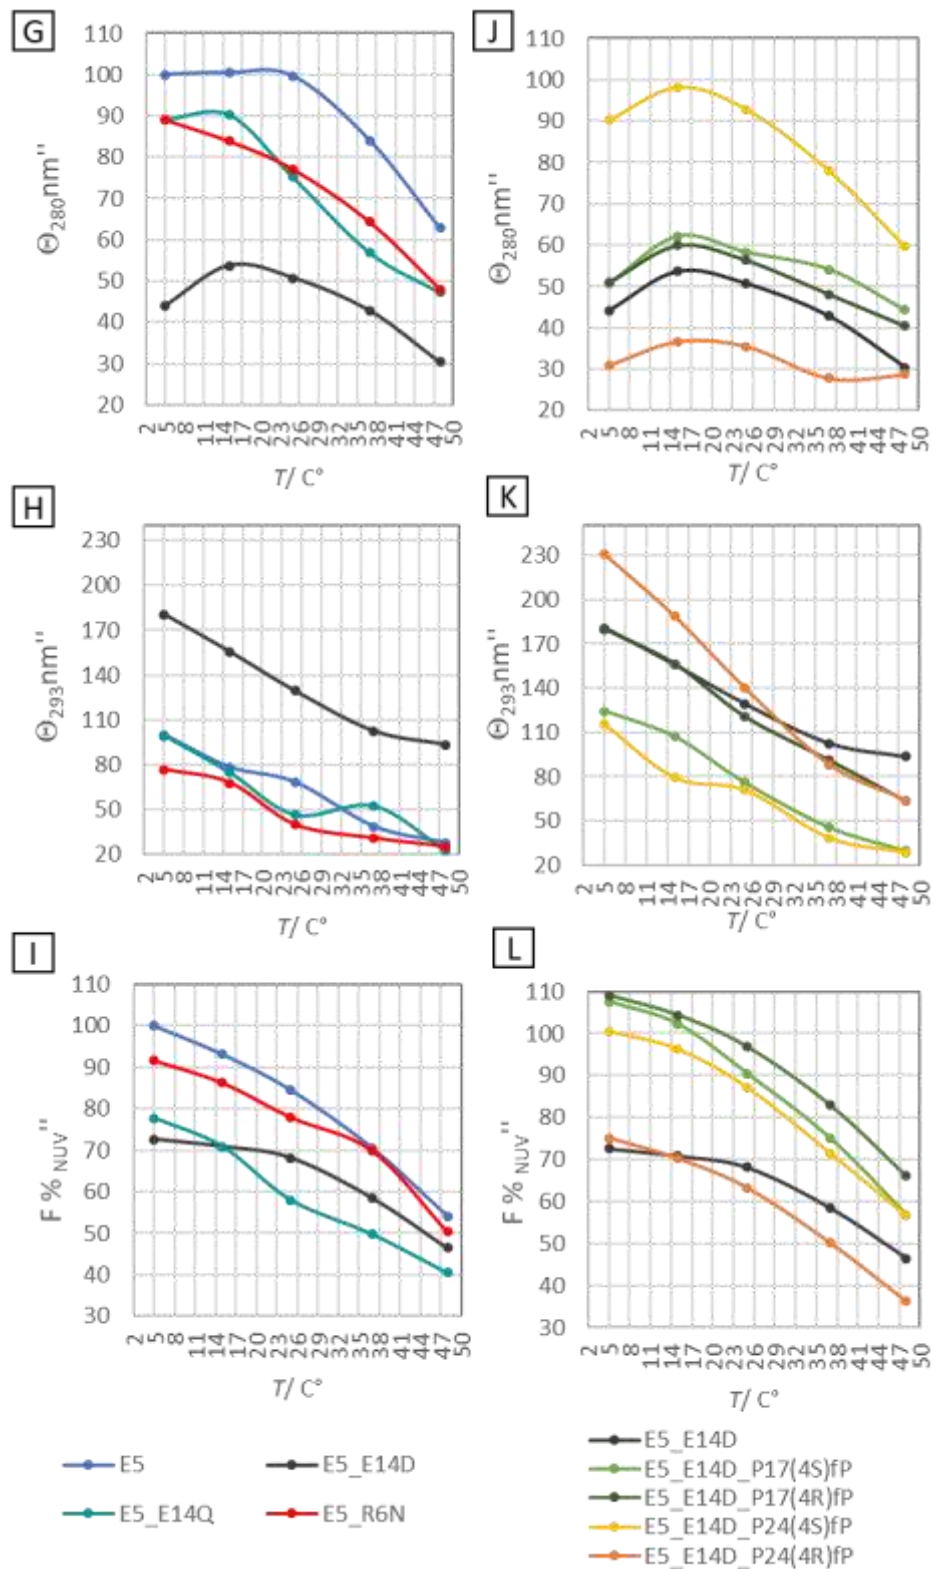 G
110
100
90
80
70
60
50
40
30
20
Θ280nm''
2 5 8 11 14 17 20 23 26 29 32 35 38 41 44 47 50
T/ C°
J
110
100
90
80
70
60
50
40
30
20
Θ280nm''
2 5 8 11 14 17 20 23 26 29 32 35 38 41 44 47 50
T/ C°
H
230
200
170
140
110
80
50
20
Θ293nm''
2 5 8 11 14 17 20 23 26 29 32 35 38 41 44 47 50
T/ C°
K
230
200
170
140
110
80
50
20
Θ293nm''
2 5 8 11 14 17 20 23 26 29 32 35 38 41 44 47 50
T/ C°
I
110
100
90
80
70
60
50
40
30
F %NUV''
2 5 8 11 14 17 20 23 26 29 32 35 38 41 44 47 50
T/ C°
L
110
100
90
80
70
60
50
40
30
F %NUV''
2 5 8 11 14 17 20 23 26 29 32 35 38 41 44 47 50
T/ C°
E5
E5_E14D
E5_E14Q
E5_R6N
E5_E14D
E5_E14D_P17(4S)fP
E5_E14D_P17(4R)fP
E5_E14D_P24(4S)fP
E5_E14D_P24(4R)fP